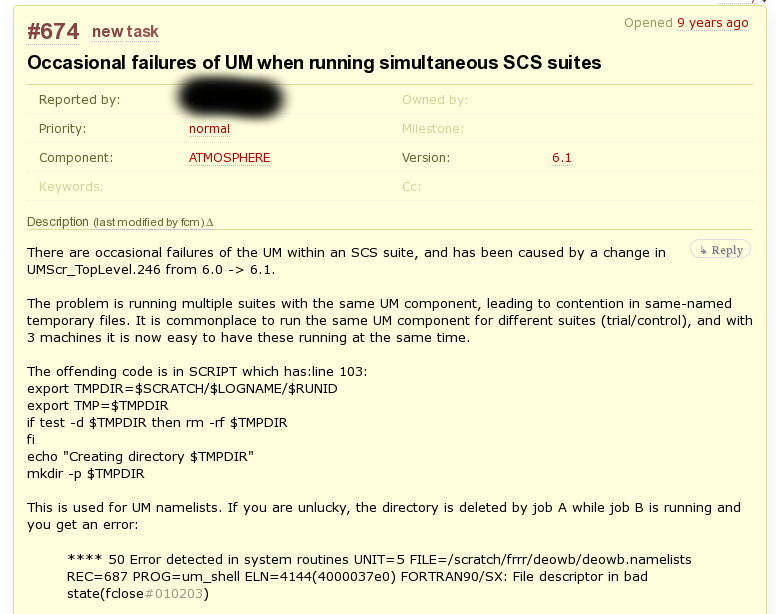 #674 new task
Opened 9 years ago
Occasional failures of UM when running simultaneous SCS suites
Reported by:
Owned by:
Priority: normal
Milestone:
Component: ATMOSPHERE
Version: 6.1
Keywords:
Cc:
Description (last modified by fcm) Δ
↳ Reply
There are occasional failures of the UM within an SCS suite, and has been caused by a change in
UMScr_TopLevel.246 from 6.0 -> 6.1.
The problem is running multiple suites with the same UM component, leading to contention in same-named
temporary files. It is commonplace to run the same UM component for different suites (trial/control), and with
3 machines it is now easy to have these running at the same time.
The offending code is in SCRIPT which has:line 103:
export TMPDIR=$SCRATCH/$LOGNAME/$RUNID
export TMP=$TMPDIR
if test -d $TMPDIR then rm -rf $TMPDIR
fi
echo "Creating directory $TMPDIR"
mkdir -p $TMPDIR
This is used for UM namelists. If you are unlucky, the directory is deleted by job A while job B is running and
you get an error:
**** 50 Error detected in system routines UNIT=5 FILE=/scratch/frrr/deowb/deowb.namelists
REC=687 PROG=um_shell ELN=4144(4000037e0) FORTRAN90/SX: File descriptor in bad
state(fclose#010203)